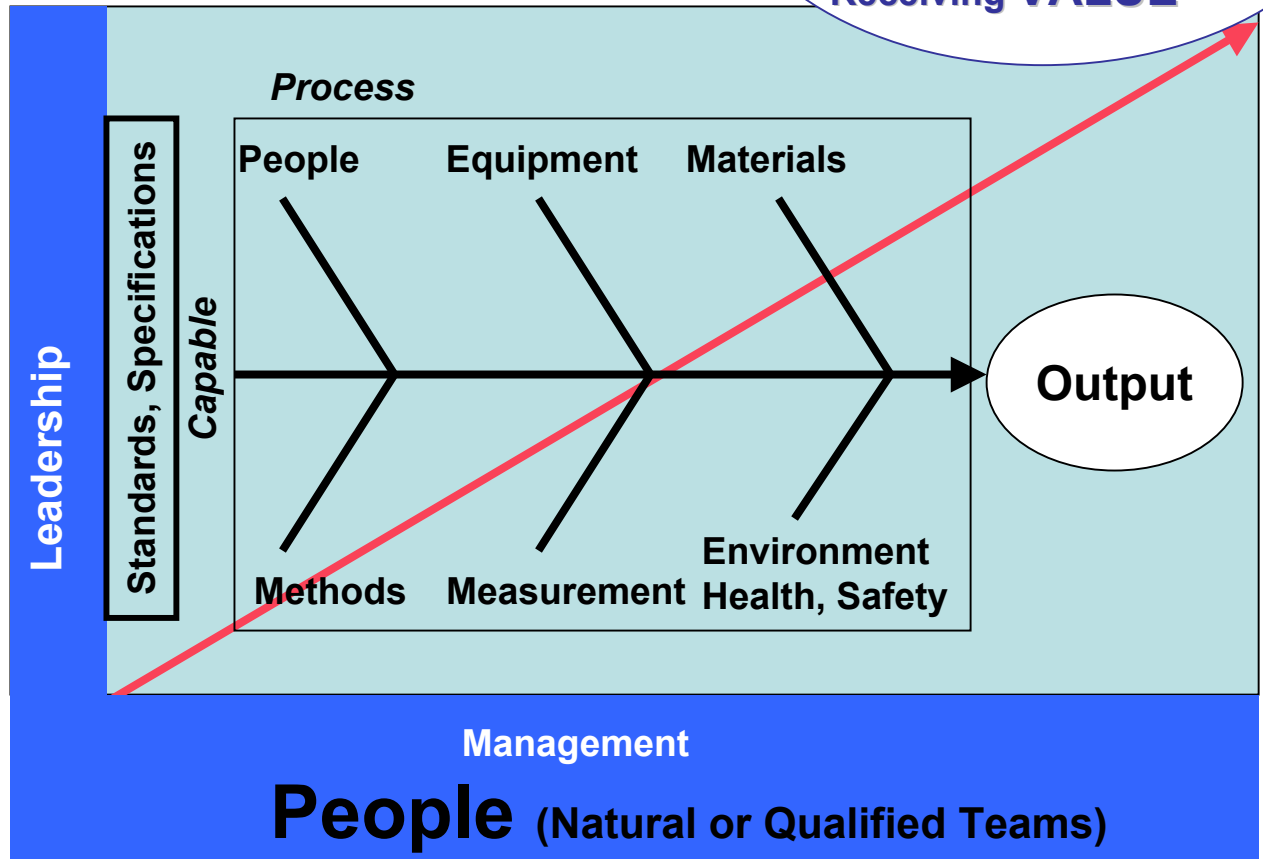 VALUE
Process
People
Equipment
Materials
Leadership
Standards, Specifications
Capable
Output
Methods
Measurement
Environment
Health, Safety
Management
People (Natural or Qualified Teams)